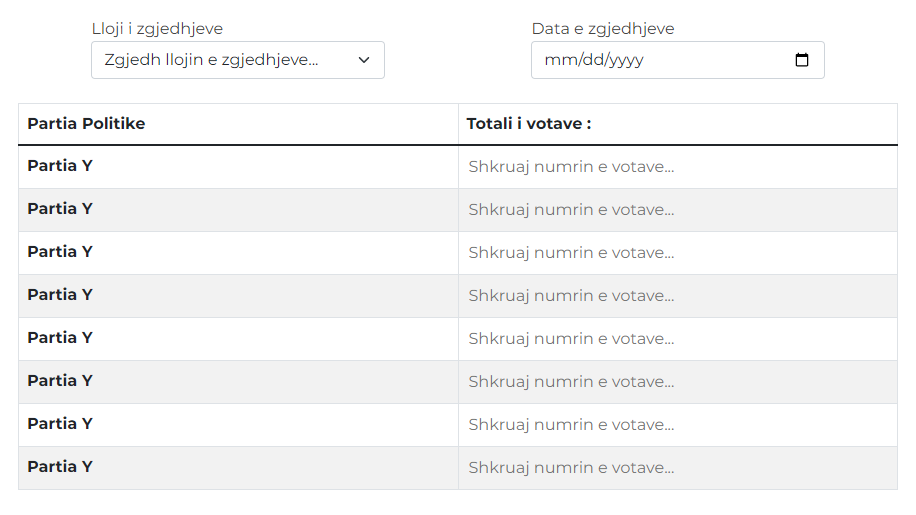 Lloji i zgjedhjeve
Data e zgjedhjeve
Zgjedh llojin e zgjedhjeve...
mm/dd/yyyy
Partia Politike
Totali i votave :
Partia Y
Shkruaj numrin e votave...
Partia Y
Shkruaj numrin e votave...
Partia Y
Shkruaj numrin e votave...
Partia Y
Shkruaj numrin e votave...
Partia Y
Shkruaj numrin e votave...
Partia Y
Shkruaj numrin e votave...
Partia Y
Shkruaj numrin e votave...
Partia Y
Shkruaj numrin e votave...